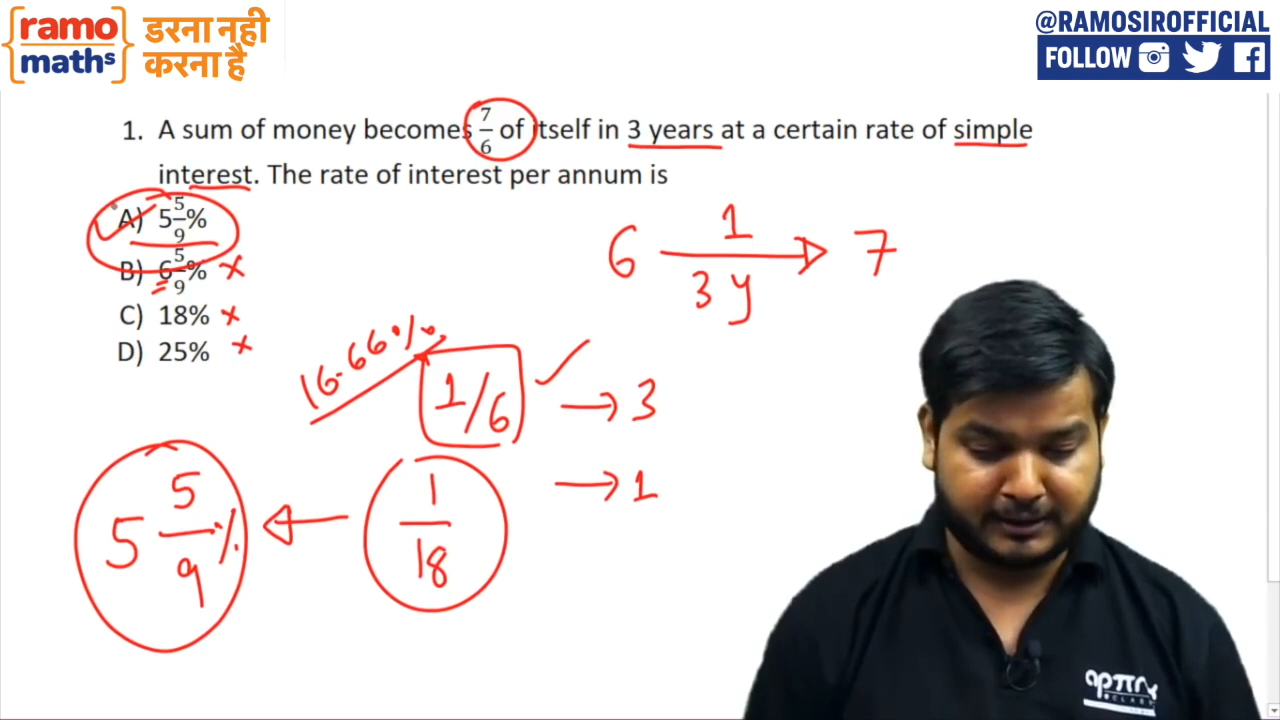 ramo
maths
डरना नही
करना है
@RAMOSIROFFICIAL
FOLLOW
1. A sum of money becomes 7/6 of itself in 3 years at a certain rate of simple
interest. The rate of interest per annum is
A) 5 5/9%
B) 6 5/9%
C) 18%
D) 25%
6 1 7
3 y
16.66%
1/6 → 3
1/18 → 1
5 5/9 %